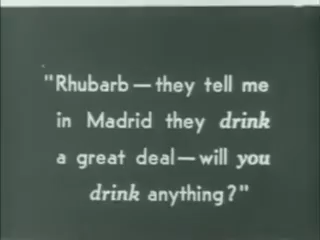 "Rhubarb — they tell me
in Madrid they drink
a great deal — will you
drink anything?"